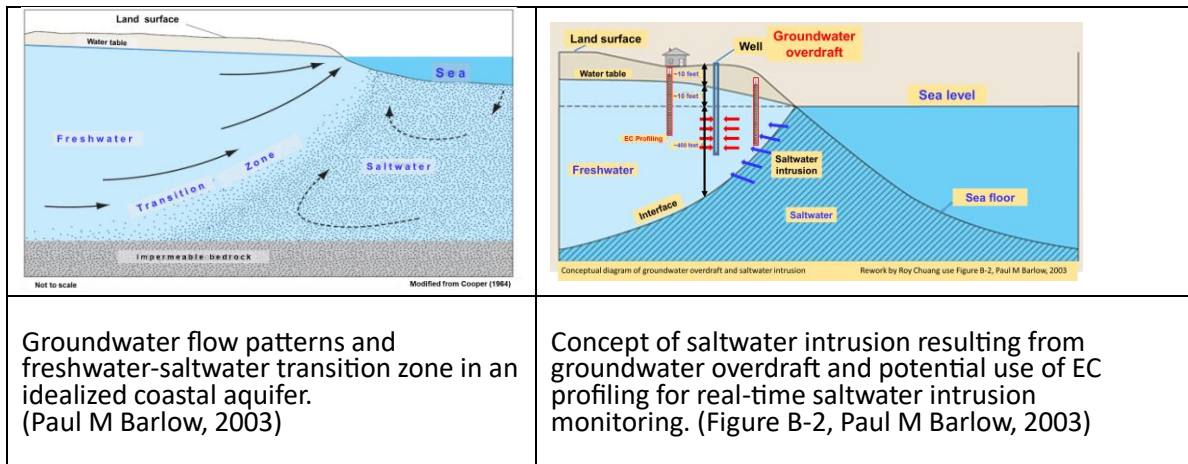 Land surface
Water table
Sea
Freshwater
Transition Zone
Saltwater
Impermeable bedrock
Not to scale
Modified from Cooper (1964)
Groundwater flow patterns and
freshwater-saltwater transition zone in an
idealized coastal aquifer.
(Paul M Barlow, 2003)
Land surface
Well
Groundwater
overdraft
Water table
~10 feet
~10 feet
Sea level
EC Profiling
~400 feet
Freshwater
Saltwater
intrusion
Interface
Saltwater
Sea floor
Conceptual diagram of groundwater overdraft and saltwater intrusion
Rework by Roy Chuang use Figure B-2, Paul M Barlow, 2003
Concept of saltwater intrusion resulting from
groundwater overdraft and potential use of EC
profiling for real-time saltwater intrusion
monitoring. (Figure B-2, Paul M Barlow, 2003)